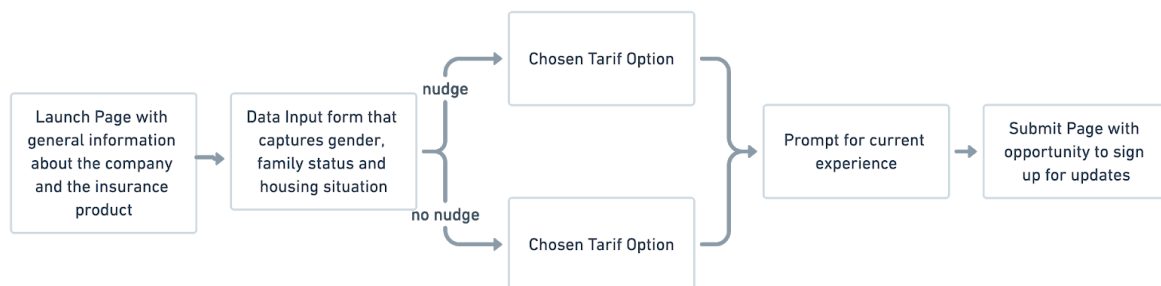 Launch Page with
general information
about the company
and the insurance
product
Data Input form that
captures gender,
family status and
housing situation
nudge
no nudge
Chosen Tarif Option
Chosen Tarif Option
Prompt for current
experience
Submit Page with
opportunity to sign
up for updates